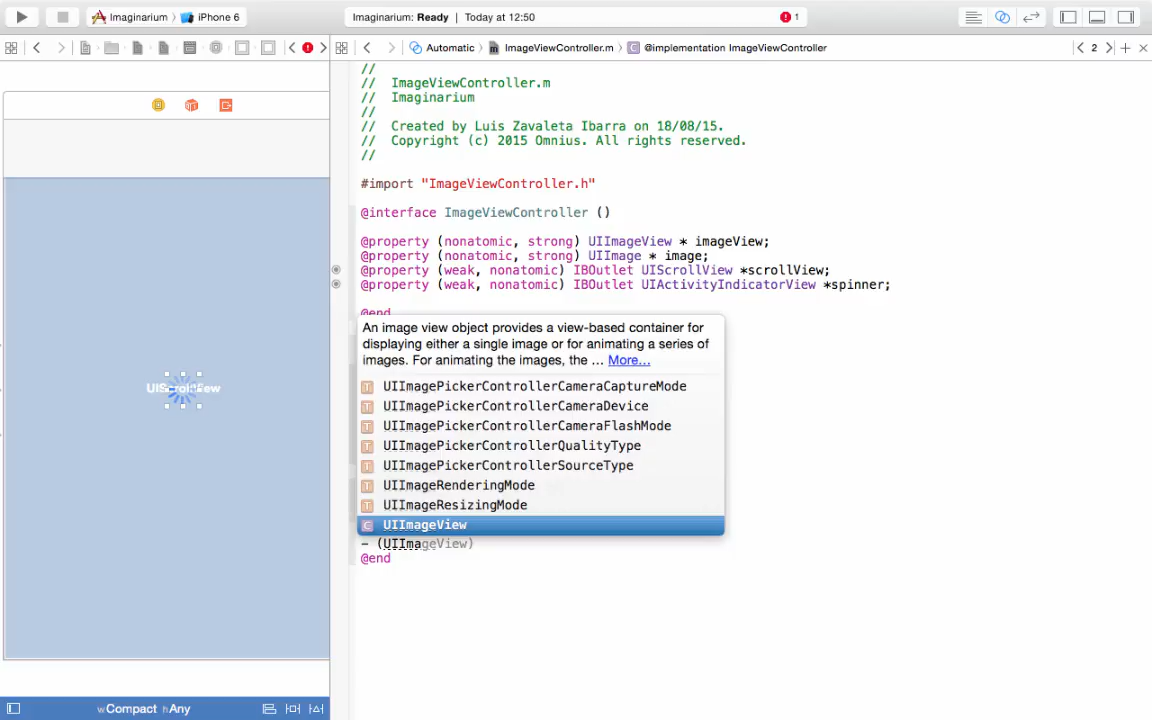 Imaginarium iPhone 6 Imaginarium: Ready | Today at 12:50 1
Automatic ImageViewController.m @implementation ImageViewController 2
//
// ImageViewController.m
// Imaginarium
//
// Created by Luis Zavaleta Ibarra on 18/08/15.
// Copyright (c) 2015 Omnius. All rights reserved.
//
#import "ImageViewController.h"
@interface ImageViewController ()
@property (nonatomic, strong) UIImageView * imageView;
@property (nonatomic, strong) UIImage * image;
@property (weak, nonatomic) IBOutlet UIScrollView *scrollView;
@property (weak, nonatomic) IBOutlet UIActivityIndicatorView *spinner;
@end
An image view object provides a view-based container for
displaying either a single image or for animating a series of
images. For animating the images, the ... More...
UIImagePickerControllerCameraCaptureMode
UIImagePickerControllerCameraDevice
UIImagePickerControllerCameraFlashMode
UIImagePickerControllerQualityType
UIImagePickerControllerSourceType
UIImageRenderingMode
UIImageResizingMode
UIImageView
- (UIImageView)
@end
UIScrollView
wCompact hAny